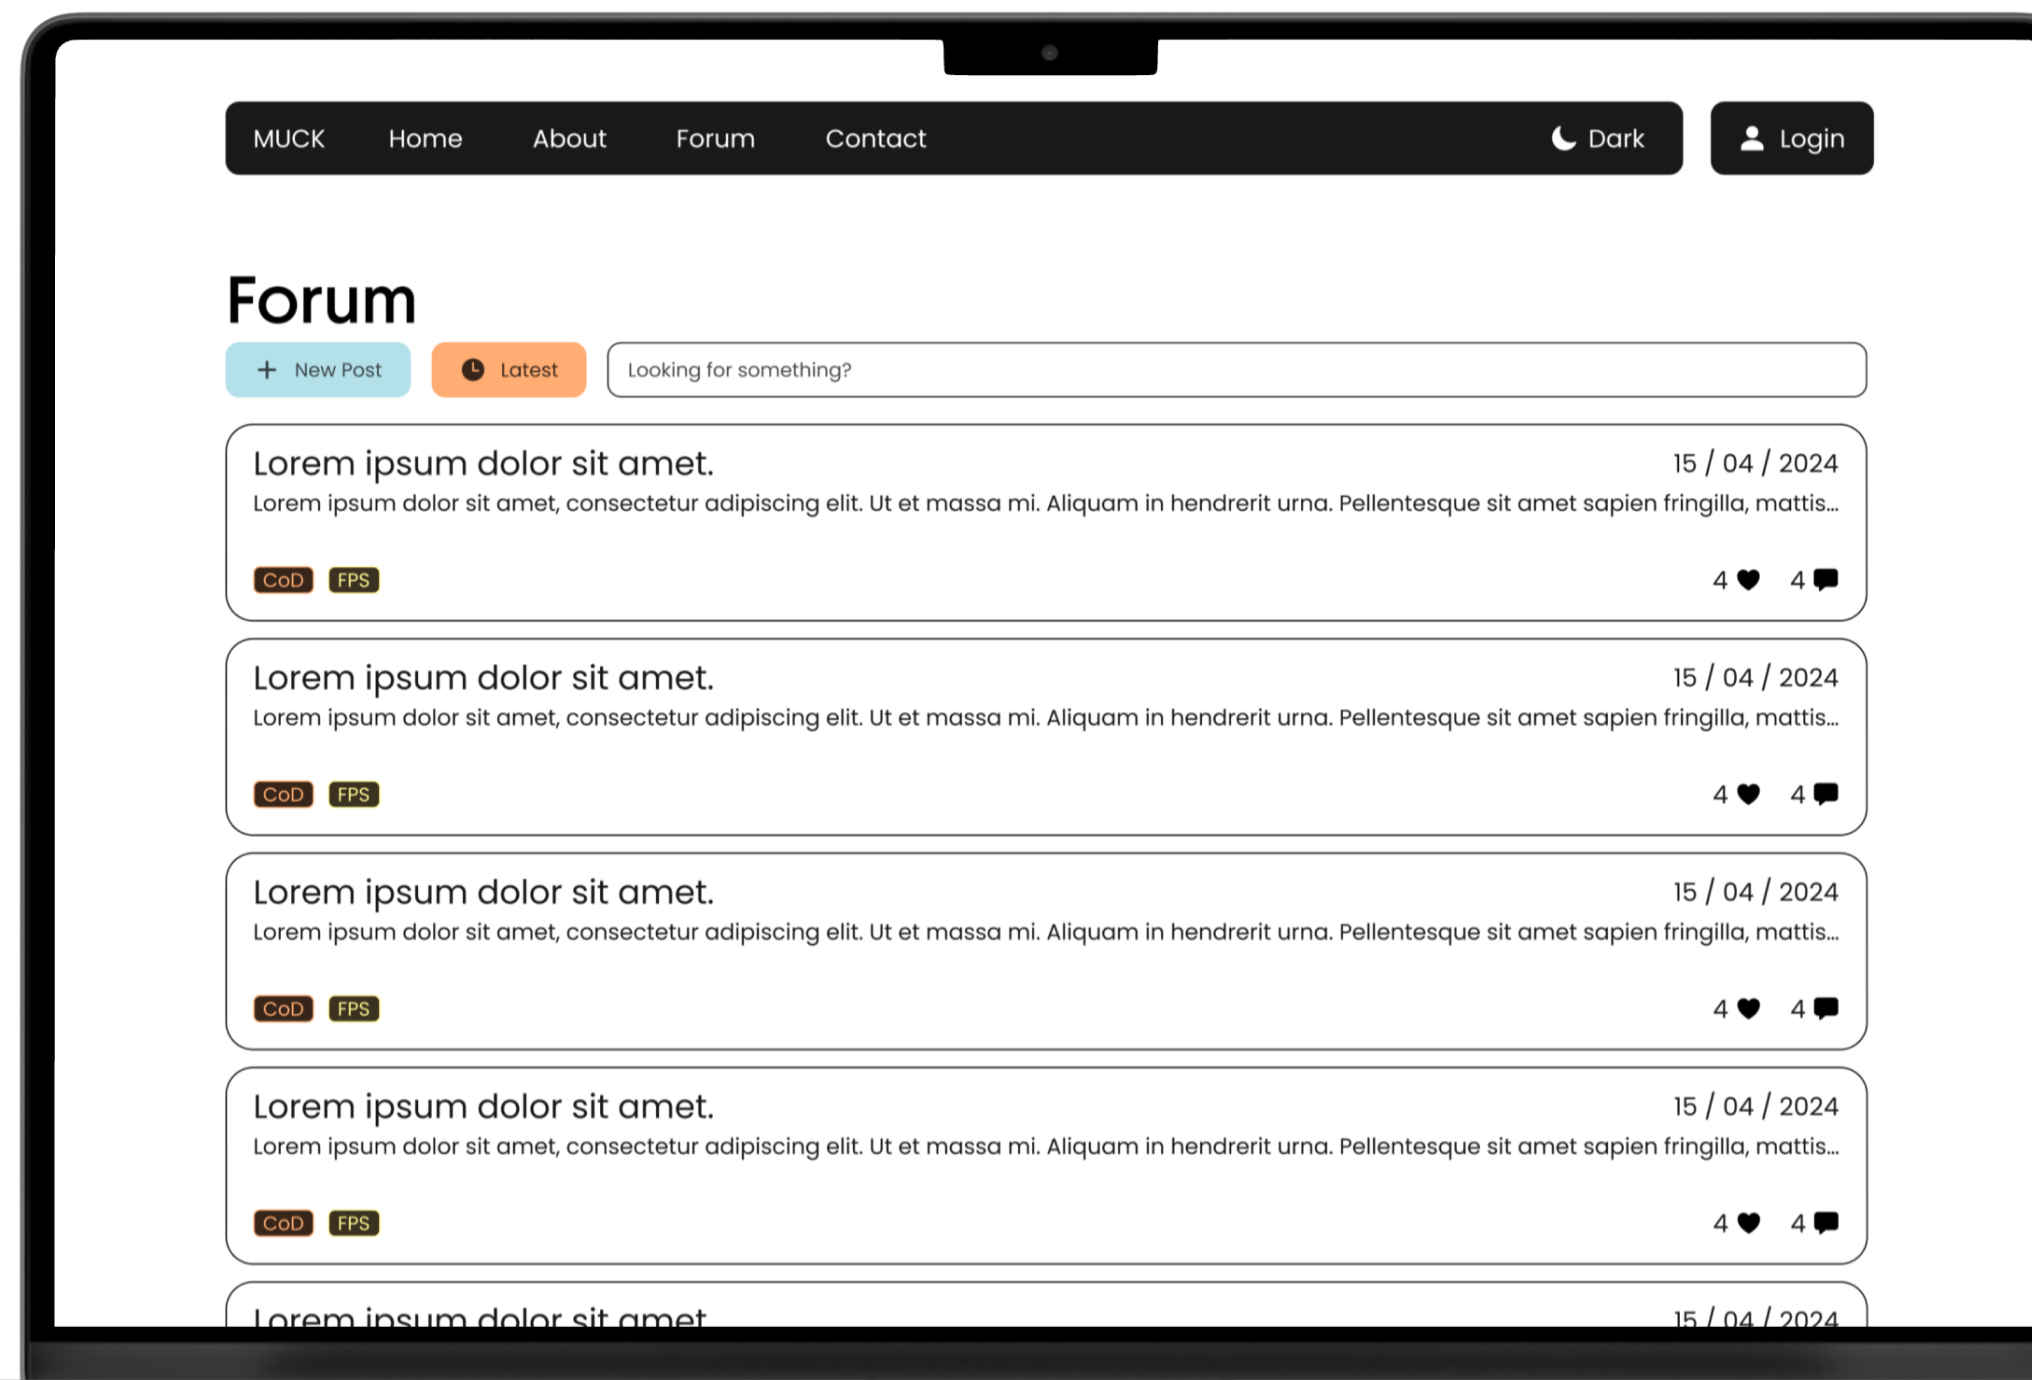 MUCK Home About Forum Contact Dark Login
Forum
New Post Latest Looking for something?
Lorem ipsum dolor sit amet. 15 / 04 / 2024
Lorem ipsum dolor sit amet, consectetur adipiscing elit. Ut et massa mi. Aliquam in hendrerit urna. Pellentesque sit amet sapien fringilla, mattis...
CoD FPS 4 4
Lorem ipsum dolor sit amet. 15 / 04 / 2024
Lorem ipsum dolor sit amet, consectetur adipiscing elit. Ut et massa mi. Aliquam in hendrerit urna. Pellentesque sit amet sapien fringilla, mattis...
CoD FPS 4 4
Lorem ipsum dolor sit amet. 15 / 04 / 2024
Lorem ipsum dolor sit amet, consectetur adipiscing elit. Ut et massa mi. Aliquam in hendrerit urna. Pellentesque sit amet sapien fringilla, mattis...
CoD FPS 4 4
Lorem ipsum dolor sit amet. 15 / 04 / 2024
Lorem ipsum dolor sit amet, consectetur adipiscing elit. Ut et massa mi. Aliquam in hendrerit urna. Pellentesque sit amet sapien fringilla, mattis...
CoD FPS 4 4
Lorem ipsum dolor sit amet 15 / 04 / 2024